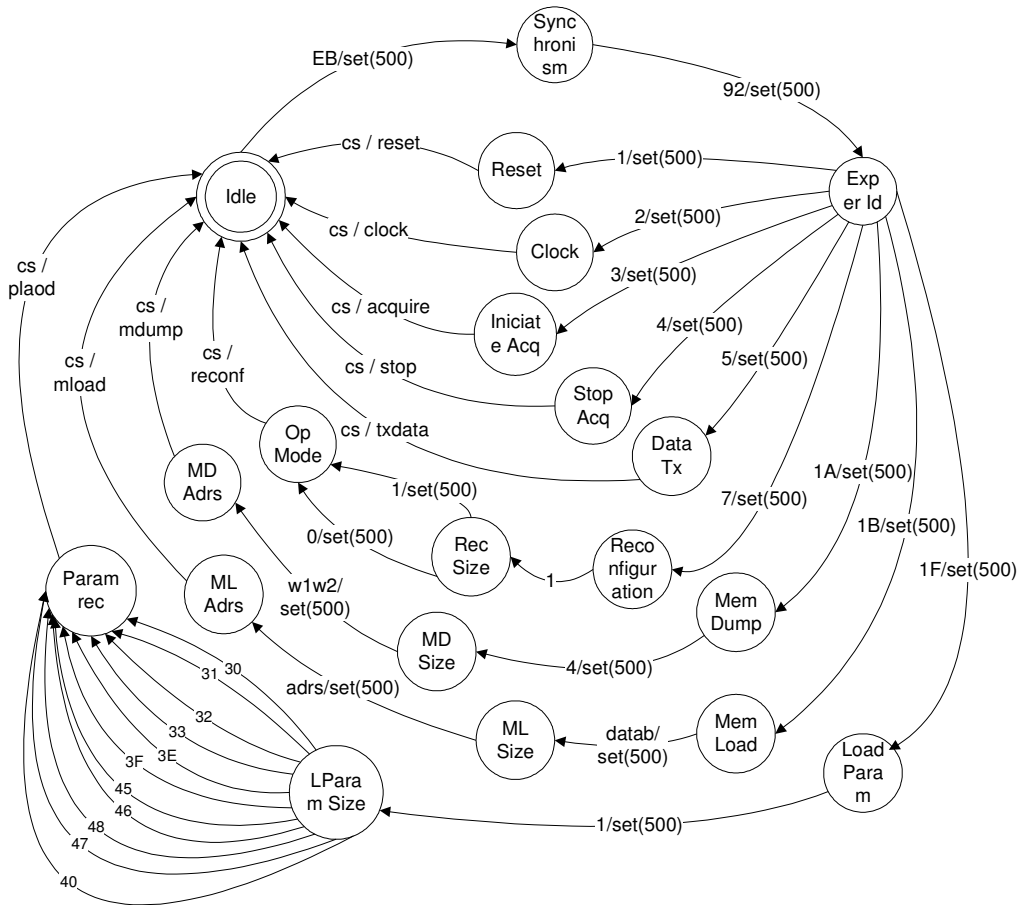 Sync
hroni
sm
EB/set(500)
92/set(500)
cs / reset
Reset
1/set(500)
Exp
er Id
Idle
2/set(500)
cs / clock
Clock
3/set(500)
cs /
plaod
cs /
mdump
cs / acquire
Iniciat
e Acq
4/set(500)
cs /
reconf
cs /
mload
cs / stop
5/set(500)
Stop
Acq
Op
Mode
cs / txdata
Data
Tx
MD
Adrs
1A/set(500)
1/set(500)
7/set(500)
1B/set(500)
0/set(500)
Rec
Size
Reco
nfigur
ation
1
1F/set(500)
Param
rec
ML
Adrs
w1w2/
set(500)
Mem
Dump
MD
Size
4/set(500)
30
31
adrs/set(500)
32
33
ML
Size
datab/
set(500)
Mem
Load
3E
3F
Load
Para
m
LPara
m Size
45
46
1/set(500)
48
47
40